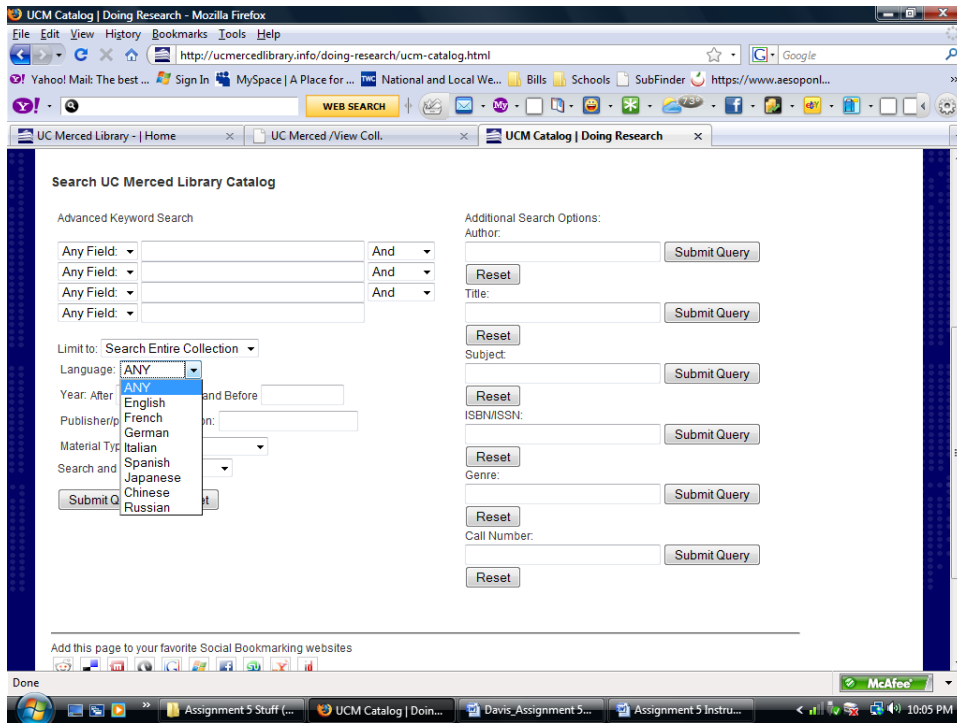 UCM Catalog | Doing Research - Mozilla Firefox
File Edit View History Bookmarks Tools Help
http://ucmercedlibrary.info/doing-research/ucm-catalog.html
Google
Yahoo! Mail: The best ... Sign In MySpace | A Place for ... National and Local We... Bills Schools SubFinder https://www.aesoponl...
WEB SEARCH
UC Merced Library - | Home
UC Merced /View Coll.
UCM Catalog | Doing Research
Search UC Merced Library Catalog
Advanced Keyword Search
Any Field: And
Any Field: And
Any Field: And
Any Field:
Limit to: Search Entire Collection
Language: ANY
ANY
English
French
German
Italian
Spanish
Japanese
Chinese
Russian
Year: After and Before
Publisher/p on:
Material Typ
Search and
Submit Q et
Additional Search Options:
Author:
Submit Query
Reset
Title:
Submit Query
Reset
Subject:
Submit Query
Reset
ISBN/ISSN:
Submit Query
Reset
Genre:
Submit Query
Reset
Call Number:
Submit Query
Reset
Add this page to your favorite Social Bookmarking websites
Done
McAfee
Assignment 5 Stuff (... UCM Catalog | Doin... Davis_Assignment 5... Assignment 5 Instru... 10:05 PM